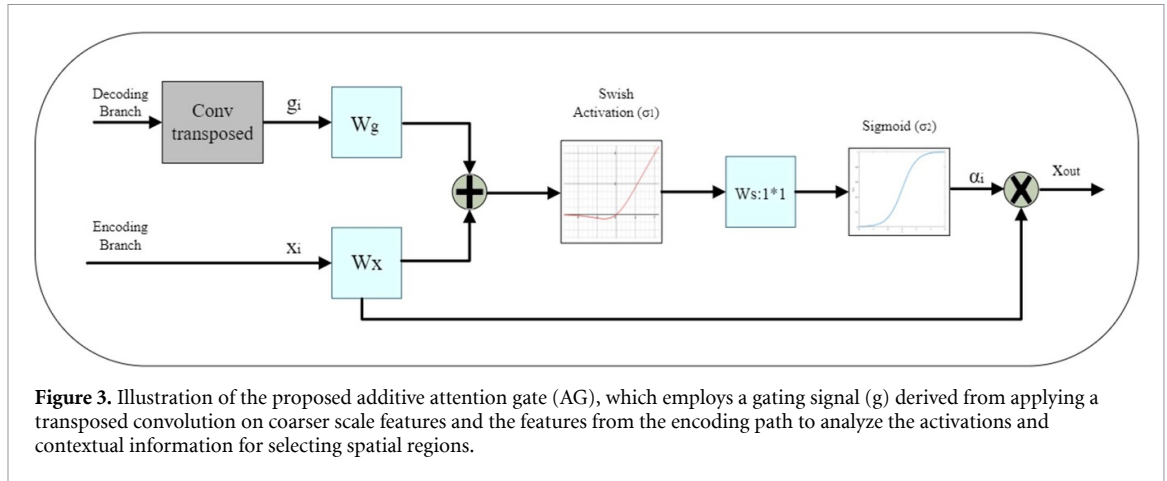 Decoding
Branch
Conv
transposed
gi
Wg
Encoding
Branch
xi
Wx
Swish
Activation (σ1)
Ws:1*1
Sigmoid (σ2)
αi
Xout
Figure 3. Illustration of the proposed additive attention gate (AG), which employs a gating signal (g) derived from applying a
transposed convolution on coarser scale features and the features from the encoding path to analyze the activations and
contextual information for selecting spatial regions.